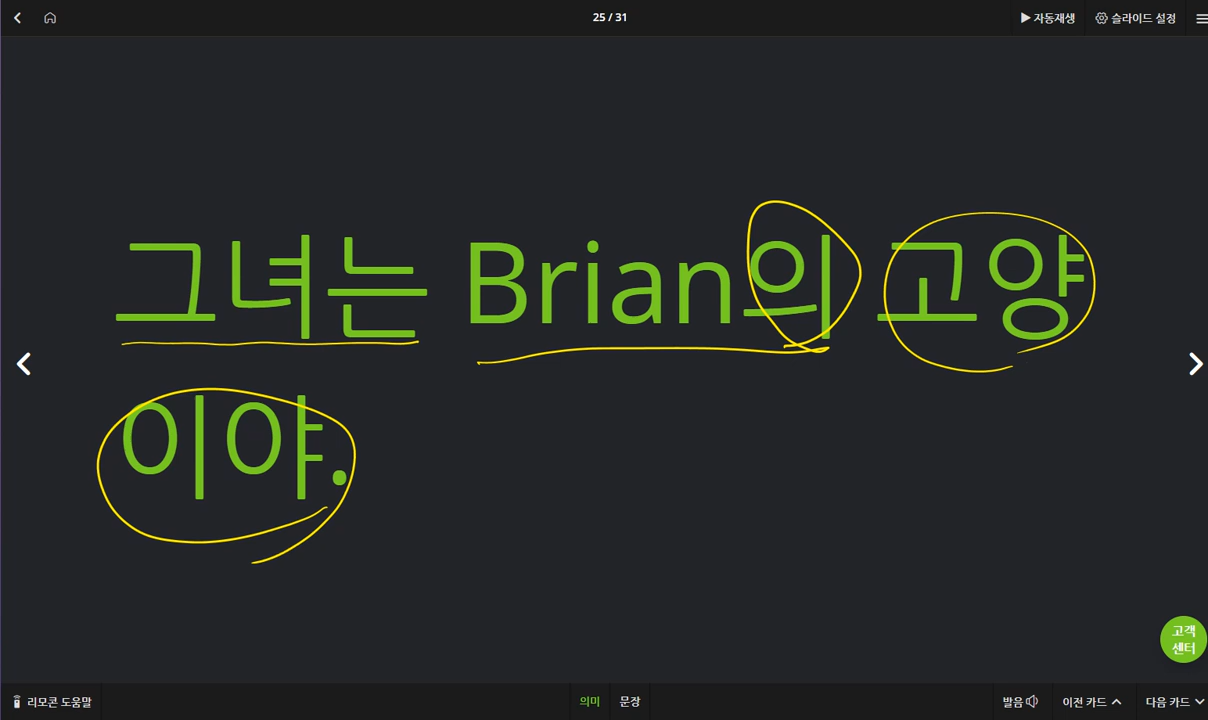 25 / 31
자동재생
슬라이드 설정
그녀는 Brian의 고양
이야.
고객
센터
리모콘 도움말
의미
문장
발음
이전 카드
다음 카드